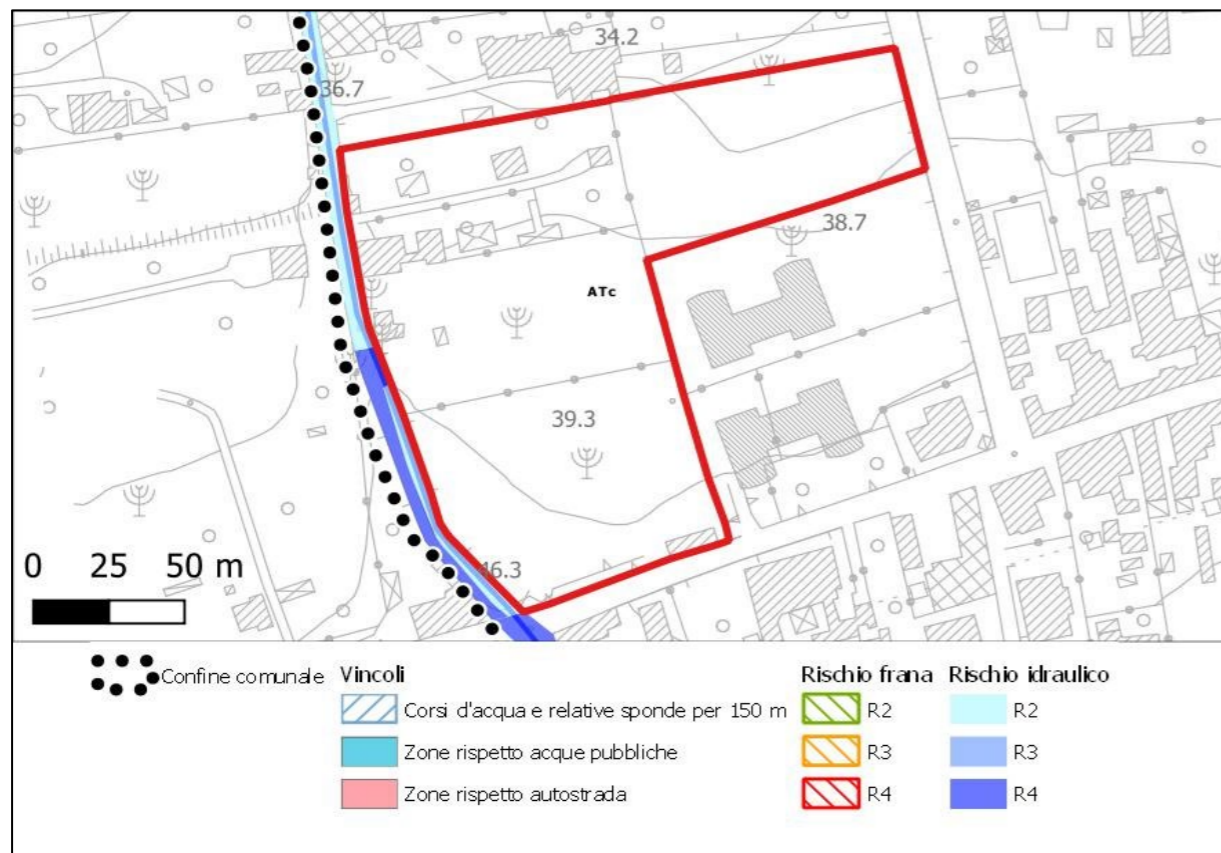 34.2
36.7
38.7
ATc
39.3
46.3
0 25 50 m
Confine comunale
Vincoli
Corsi d'acqua e relative sponde per 150 m
Zone rispetto acque pubbliche
Zone rispetto autostrada
Rischio frana
R2
R3
R4
Rischio idraulico
R2
R3
R4